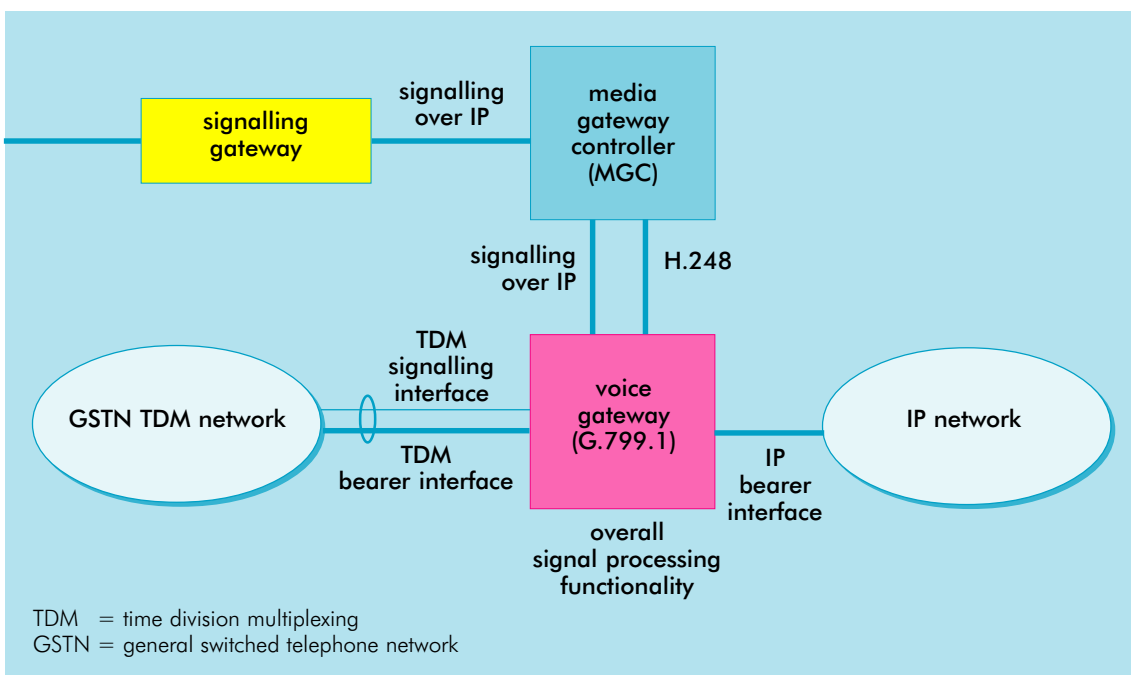 signalling
gateway
signalling
over IP
media
gateway
controller
(MGC)
signalling
over IP
H.248
GSTN TDM network
TDM
signalling
interface
TDM
bearer interface
voice
gateway
(G.799.1)
IP
bearer
interface
IP network
overall
signal processing
functionality
TDM = time division multiplexing
GSTN = general switched telephone network